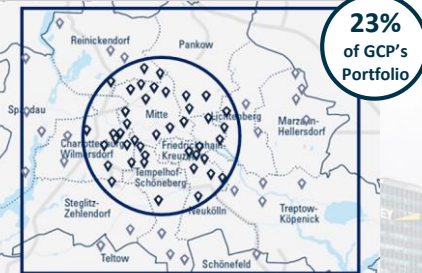 23%
of GCP's
Portfolio
Reinickendorf
Pankow
Spandau
Mitte
Lichtenberg
Marzahn-
Hellersdorf
Charlottenburg-
Wilmersdorf
Friedrichshain-
Kreuzberg
Tempelhof-
Schöneberg
Steglitz-
Zehlendorf
Neukölln
Treptow-
Köpenick
Teltow
Schönefeld